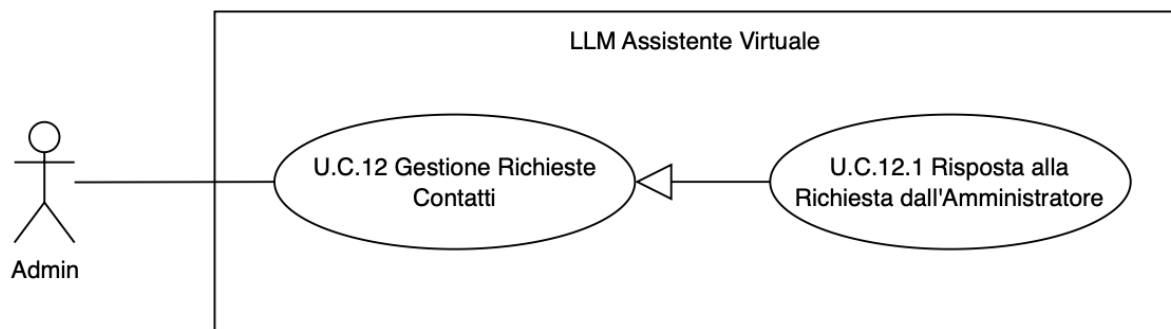 LLM Assistente Virtuale
U.C.12 Gestione Richieste
Contatti
U.C.12.1 Risposta alla
Richiesta dall'Amministratore
Admin